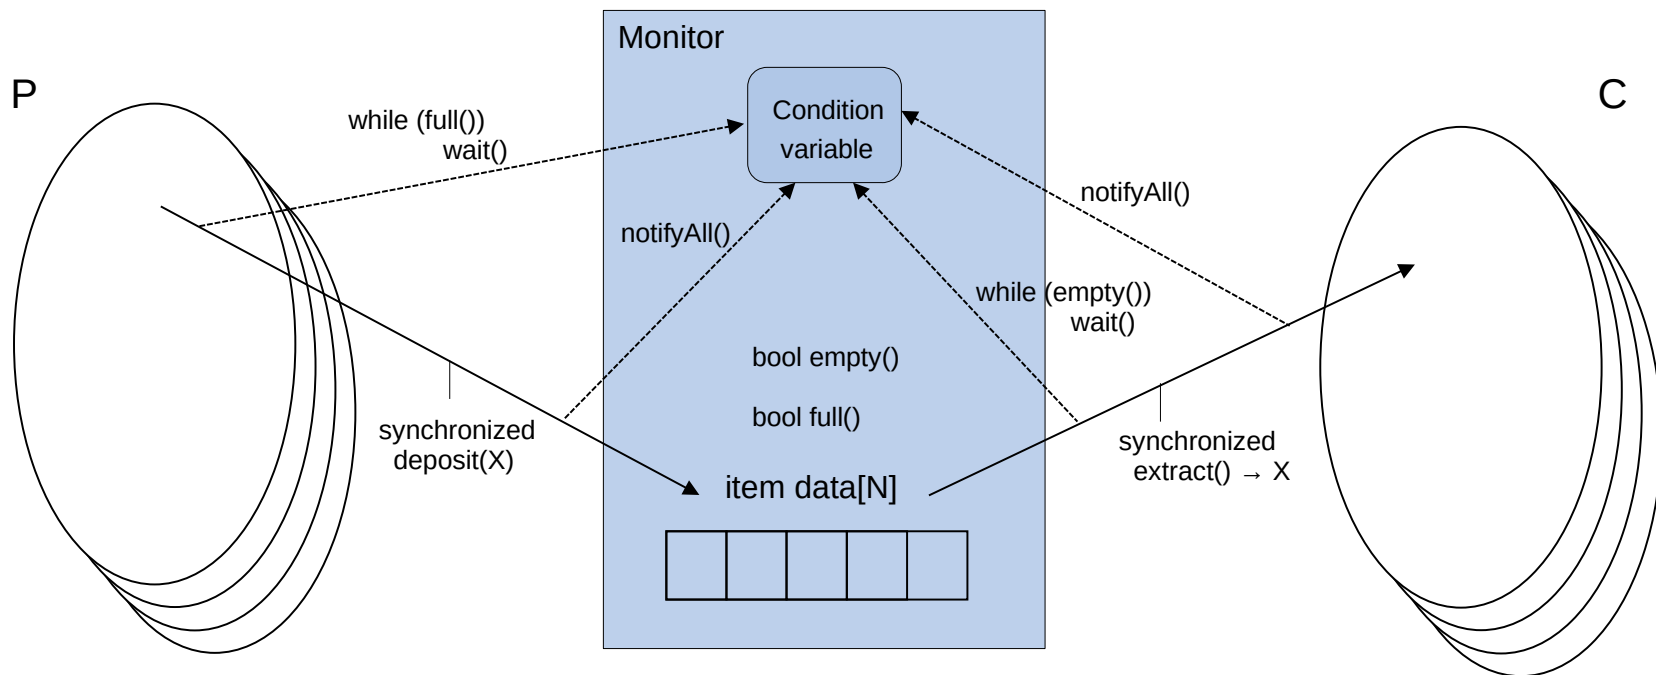 Monitor
P
C
Condition
variable
while (full())
wait()
notifyAll()
notifyAll()
while (empty())
wait()
bool empty()
bool full()
synchronized
deposit(X)
synchronized
extract() → X
item data[N]